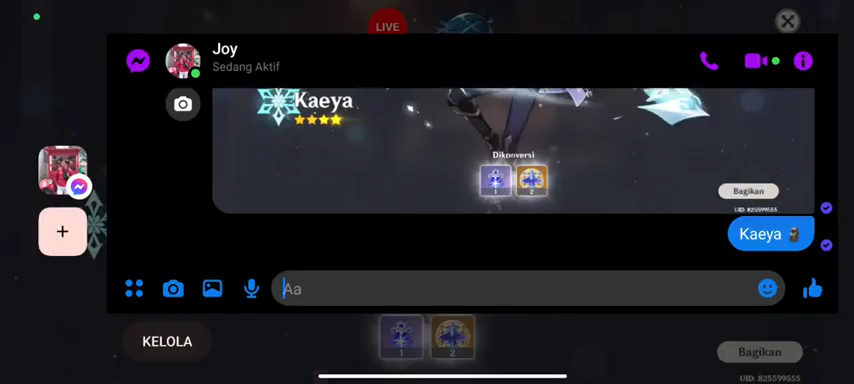 LIVE
Joy
Sedang Aktif
Kaeya
Dikonversi
1
2
Bagikan
UID: 825599555
Kaeya
Aa
KELOLA
1
2
Bagikan
UID: 825599555